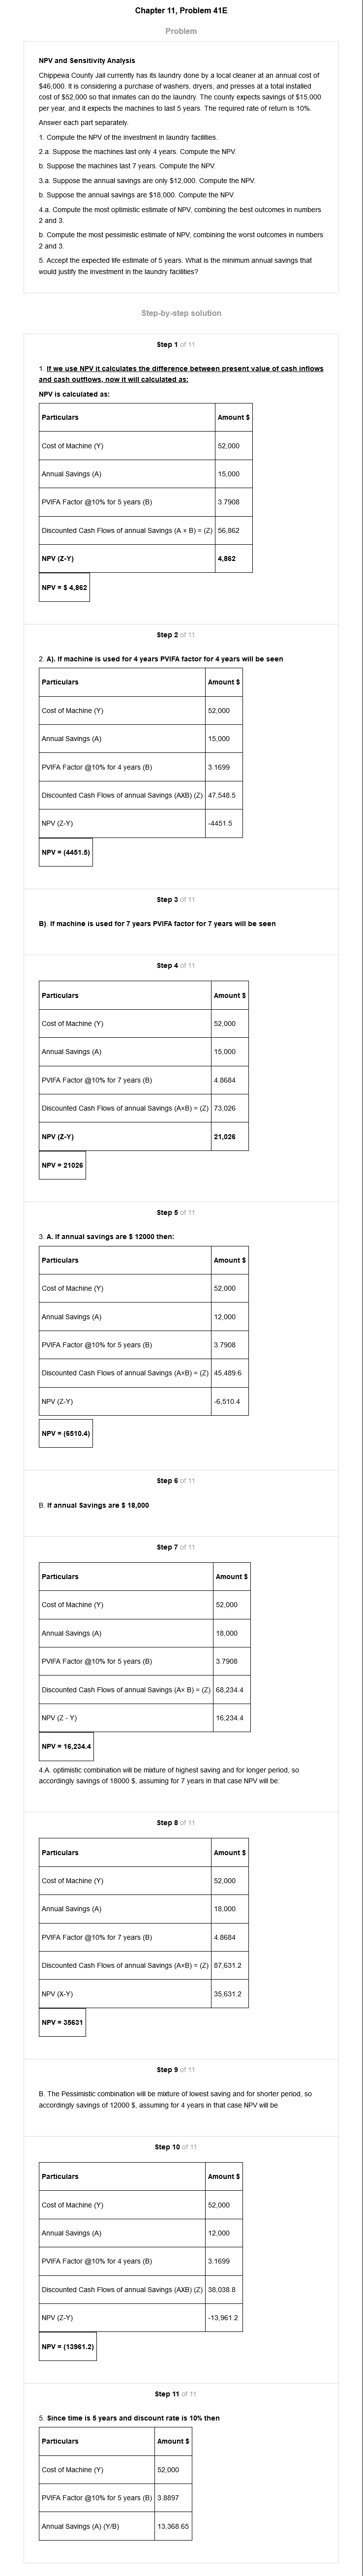 Chapter 11, Problem 41E
Problem
NPV and Sensitivity Analysis
Chippewa County Jail currently has its laundry done by a local cleaner at an annual cost of
$46,000. It is considering a purchase of washers, dryers, and presses at a total installed
cost of $52,000 so that inmates can do the laundry. The county expects savings of $15,000
per year, and it expects the machines to last 5 years. The required rate of return is 10%.
Answer each part separately.
1. Compute the NPV of the investment in laundry facilities.
2.a. Suppose the machines last only 4 years. Compute the NPV.
b. Suppose the machines last 7 years. Compute the NPV.
3.a. Suppose the annual savings are only $12,000. Compute the NPV.
b. Suppose the annual savings are $18,000. Compute the NPV.
4.a. Compute the most optimistic estimate of NPV, combining the best outcomes in numbers
2 and 3.
b. Compute the most pessimistic estimate of NPV, combining the worst outcomes in numbers
2 and 3.
5. Accept the expected life estimate of 5 years. What is the minimum annual savings that
would justify the investment in the laundry facilities?
Step-by-step solution
Step 1 of 11
1. If we use NPV it calculates the difference between present value of cash inflows
and cash outflows, now it will calculated as:
NPV is calculated as:
Particulars Amount $
Cost of Machine (Y) 52,000
Annual Savings (A) 15,000
PVIFA Factor @10% for 5 years (B) 3.7908
Discounted Cash Flows of annual Savings (A × B) = (Z) 56,862
NPV (Z-Y) 4,862
NPV = $ 4,862
Step 2 of 11
2. A). If machine is used for 4 years PVIFA factor for 4 years will be seen
Particulars Amount $
Cost of Machine (Y) 52,000
Annual Savings (A) 15,000
PVIFA Factor @10% for 4 years (B) 3.1699
Discounted Cash Flows of annual Savings (AXB) (Z) 47,548.5
NPV (Z-Y) -4451.5
NPV = (4451.5)
Step 3 of 11
B) If machine is used for 7 years PVIFA factor for 7 years will be seen
Step 4 of 11
Particulars Amount $
Cost of Machine (Y) 52,000
Annual Savings (A) 15,000
PVIFA Factor @10% for 7 years (B) 4.8684
Discounted Cash Flows of annual Savings (A×B) = (Z) 73,026
NPV (Z-Y) 21,026
NPV = 21026
Step 5 of 11
3. A. If annual savings are $ 12000 then:
Particulars Amount $
Cost of Machine (Y) 52,000
Annual Savings (A) 12,000
PVIFA Factor @10% for 5 years (B) 3.7908
Discounted Cash Flows of annual Savings (A×B) = (Z) 45,489.6
NPV (Z-Y) -6,510.4
NPV = (6510.4)
Step 6 of 11
B. If annual Savings are $ 18,000
Step 7 of 11
Particulars Amount $
Cost of Machine (Y) 52,000
Annual Savings (A) 18,000
PVIFA Factor @10% for 5 years (B) 3.7908
Discounted Cash Flows of annual Savings (A× B) = (Z) 68,234.4
NPV (Z - Y) 16,234.4
NPV = 16,234.4
4.A. optimistic combination will be mixture of highest saving and for longer period, so
accordingly savings of 18000 $, assuming for 7 years in that case NPV will be:
Step 8 of 11
Particulars Amount $
Cost of Machine (Y) 52,000
Annual Savings (A) 18,000
PVIFA Factor @10% for 7 years (B) 4.8684
Discounted Cash Flows of annual Savings (A×B) = (Z) 87,631.2
NPV (X-Y) 35,631.2
NPV = 35631
Step 9 of 11
B. The Pessimistic combination will be mixture of lowest saving and for shorter period, so
accordingly savings of 12000 $, assuming for 4 years in that case NPV will be
Step 10 of 11
Particulars Amount $
Cost of Machine (Y) 52,000
Annual Savings (A) 12,000
PVIFA Factor @10% for 4 years (B) 3.1699
Discounted Cash Flows of annual Savings (AXB) (Z) 38,038.8
NPV (Z-Y) -13,961.2
NPV = (13961.2)
Step 11 of 11
5. Since time is 5 years and discount rate is 10% then
Particulars Amount $
Cost of Machine (Y) 52,000
PVIFA Factor @10% for 5 years (B) 3.8897
Annual Savings (A) (Y/B) 13,368.65